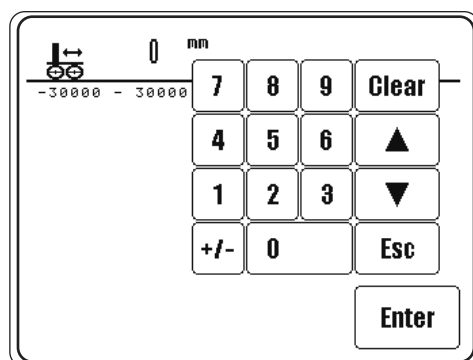 0 mm
-30000 - 30000
7 8 9 Clear
4 5 6 ▲
1 2 3 ▼
+/- 0 Esc
Enter